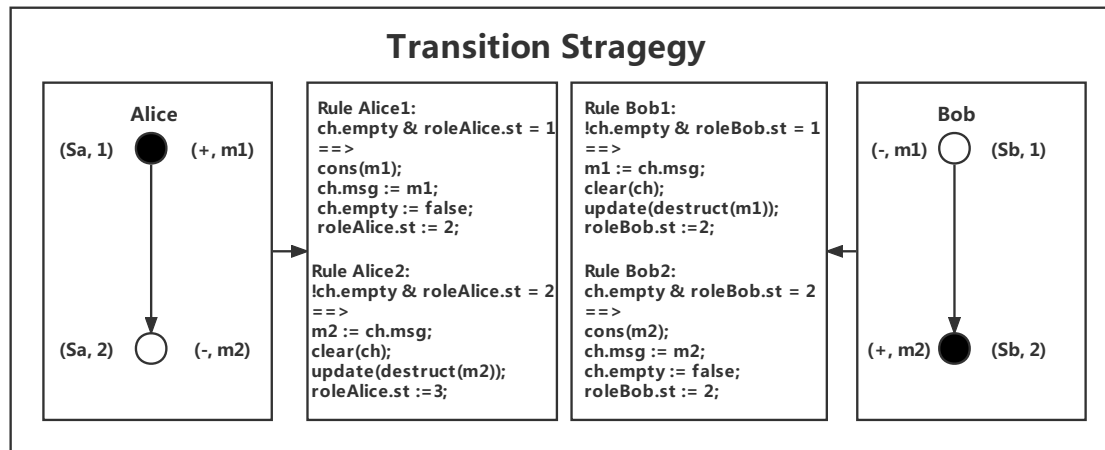 Transition Stragegy
Alice
(Sa, 1)
(+, m1)
(Sa, 2)
(-, m2)
Rule Alice1:
ch.empty & roleAlice.st = 1
==>
cons(m1);
ch.msg := m1;
ch.empty := false;
roleAlice.st := 2;
Rule Alice2:
!ch.empty & roleAlice.st = 2
==>
m2 := ch.msg;
clear(ch);
update(destruct(m2));
roleAlice.st :=3;
Rule Bob1:
!ch.empty & roleBob.st = 1
==>
m1 := ch.msg;
clear(ch);
update(destruct(m1));
roleBob.st :=2;
Rule Bob2:
ch.empty & roleBob.st = 2
==>
cons(m2);
ch.msg := m2;
ch.empty := false;
roleBob.st := 2;
Bob
(-, m1)
(Sb, 1)
(+, m2)
(Sb, 2)